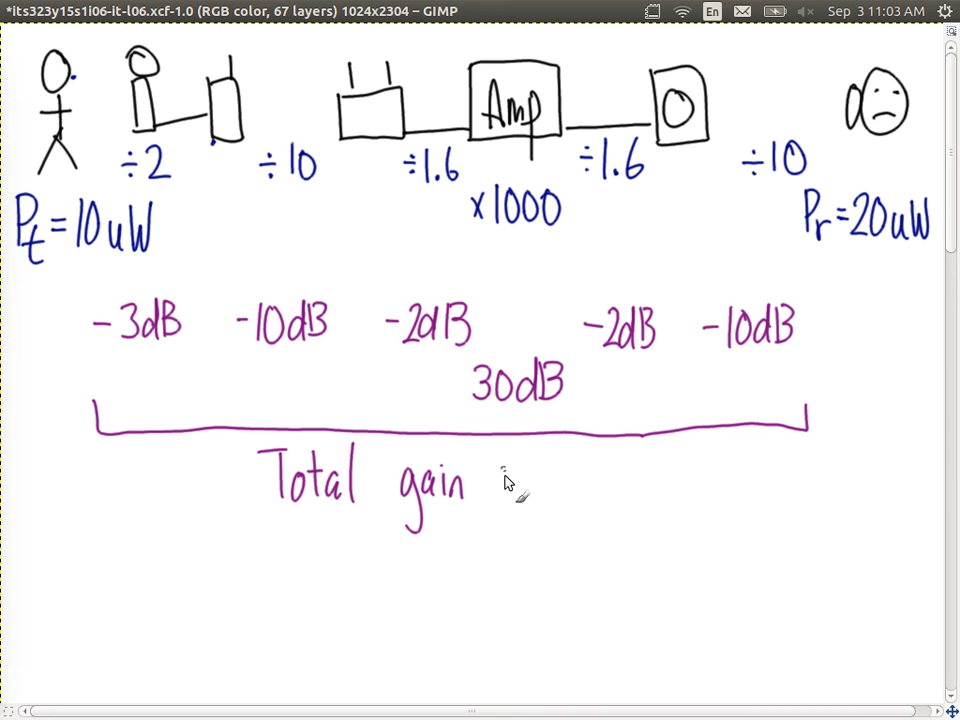 *its323y15s1i06-it-l06.xcf-1.0 (RGB color, 67 layers) 1024x2304 – GIMP En Sep 3 11:03 AM
Amp
÷2 ÷10 ÷1.6 ÷1.6 ÷10
x1000
Pt=10uW Pr=20uW
-3dB -10dB -2dB -2dB -10dB
30dB
Total gain